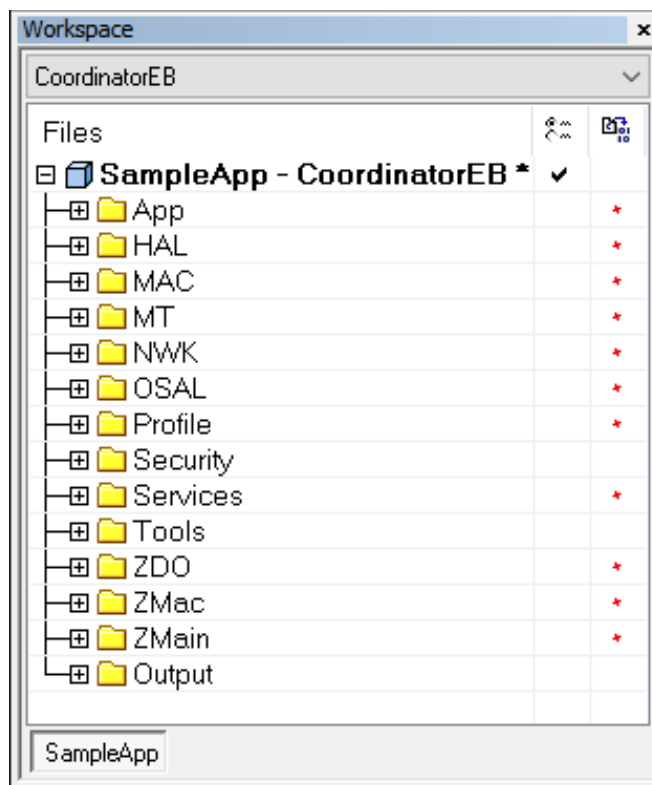 Workspace
CoordinatorEB
Files
SampleApp - CoordinatorEB *
App
HAL
MAC
MT
NWK
OSAL
Profile
Security
Services
Tools
ZDO
ZMac
ZMain
Output
SampleApp